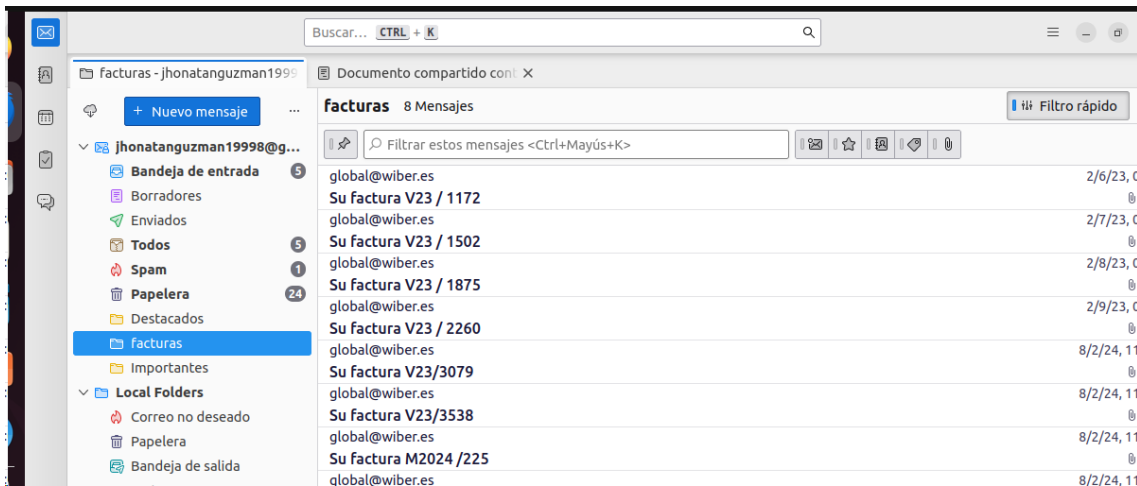 Buscar... CTRL + K
facturas - jhonatanguzman1999
Documento compartido con
+ Nuevo mensaje
facturas 8 Mensajes
Filtro rápido
jhonatanguzman19998@g...
Filtrar estos mensajes <Ctrl+Mayús+K>
Bandeja de entrada 5
Borradores
Enviados
Todos 5
Spam 1
Papelera 24
Destacados
facturas
Importantes
Local Folders
Correo no deseado
Papelera
Bandeja de salida
global@wiber.es 2/6/23,
Su factura V23 / 1172
global@wiber.es 2/7/23,
Su factura V23 / 1502
global@wiber.es 2/8/23,
Su factura V23 / 1875
global@wiber.es 2/9/23,
Su factura V23 / 2260
global@wiber.es 8/2/24, 11
Su factura V23/3079
global@wiber.es 8/2/24, 11
Su factura V23/3538
global@wiber.es 8/2/24, 11
Su factura M2024 /225
global@wiber.es 8/2/24, 11